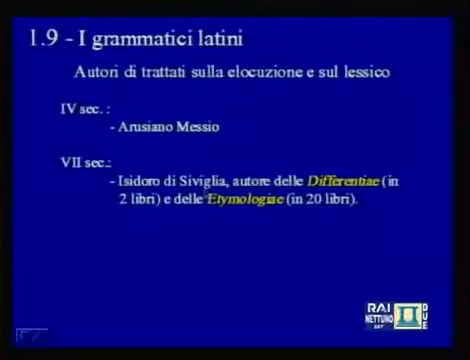 1.9 - I grammatici latini
Autori di trattati sulla elocuzione e sul lessico
IV sec. :
- Arusiano Messio
VII sec.:
- Isidoro di Siviglia, autore delle Differentiae (in
2 libri) e delle Etymologiae (in 20 libri).
RAI
NETTUNO
SAT
DUE